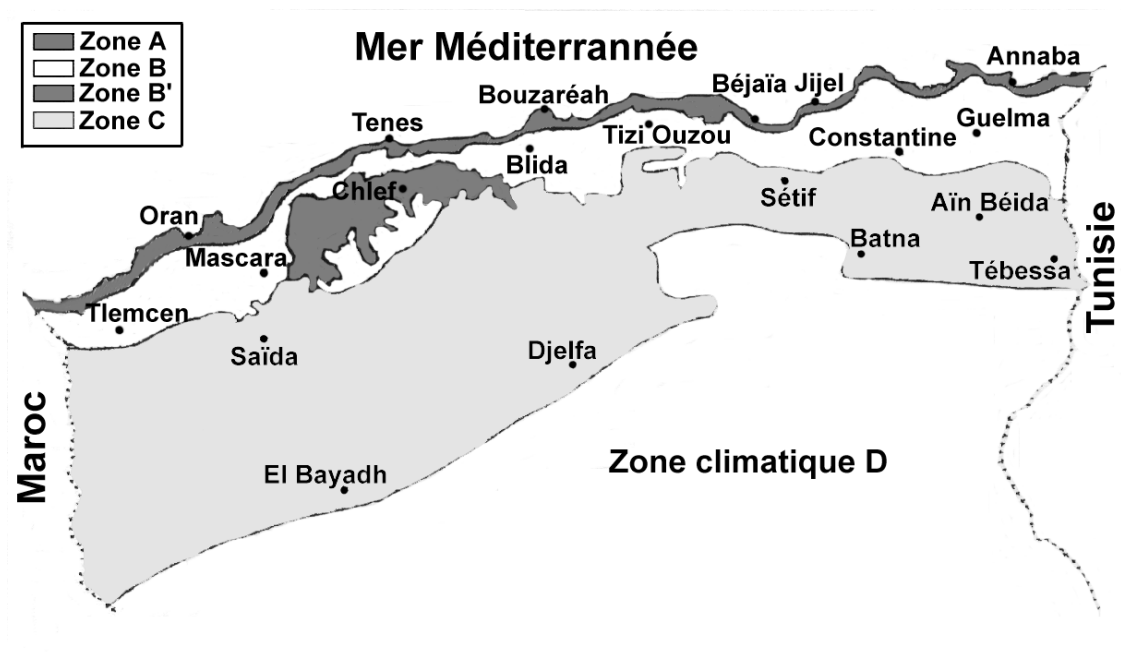 Zone A
Zone B
Zone B'
Zone C
Mer Méditerrannée
Annaba
Béjaïa Jijel
Bouzaréah
Guelma
Tenes
Tizi Ouzou
Constantine
Blida
Chlef
Sétif
Aïn Béida
Oran
Batna
Mascara
Tébessa
Tunisie
Tlemcen
Saïda
Djelfa
Maroc
El Bayadh
Zone climatique D